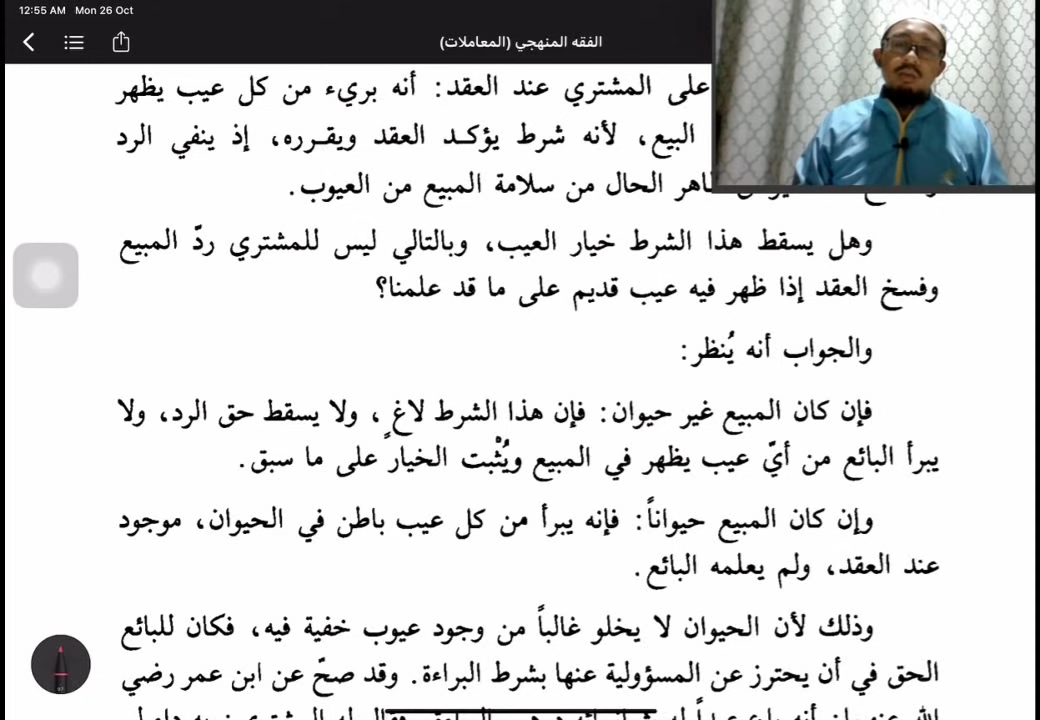 12:55 AM Mon 26 Oct
الفقه المنهجي (المعاملات)
على المشتري عند العقد: أنه بريء من كل عيب يظهر
البيع، لأنه شرط يؤكـد العقد ويقـرره، إذ ينفي الرد
الحال من سلامة المبيع من العيوب.
وهل يسقط هذا الشرط خيار العيب، وبالتالي ليس للمشتري ردّ المبيع
وفسخ العقد إذا ظهر فيه عيب قديم على ما قد علمنا؟
والجواب أنه يُنظر:
فإن كان المبيع غير حيوان: فإن هذا الشرط لاغٍ، ولا يسقط حق الرد، ولا
يبرأ البائع من أيّ عيب يظهر في المبيع ويُثْبت الخيار على ما سبق.
وإن كان المبيع حيواناً: فإنه يبرأ من كل عيب باطن في الحيوان، موجود
عند العقد، ولم يعلمه البائع.
وذلك لأن الحيوان لا يخلو غالباً من وجود عيوب خفية فيه، فكان للبائع
الحق في أن يحترز عن المسؤولية عنها بشرط البراءة. وقد صحّ عن ابن عمر رضي